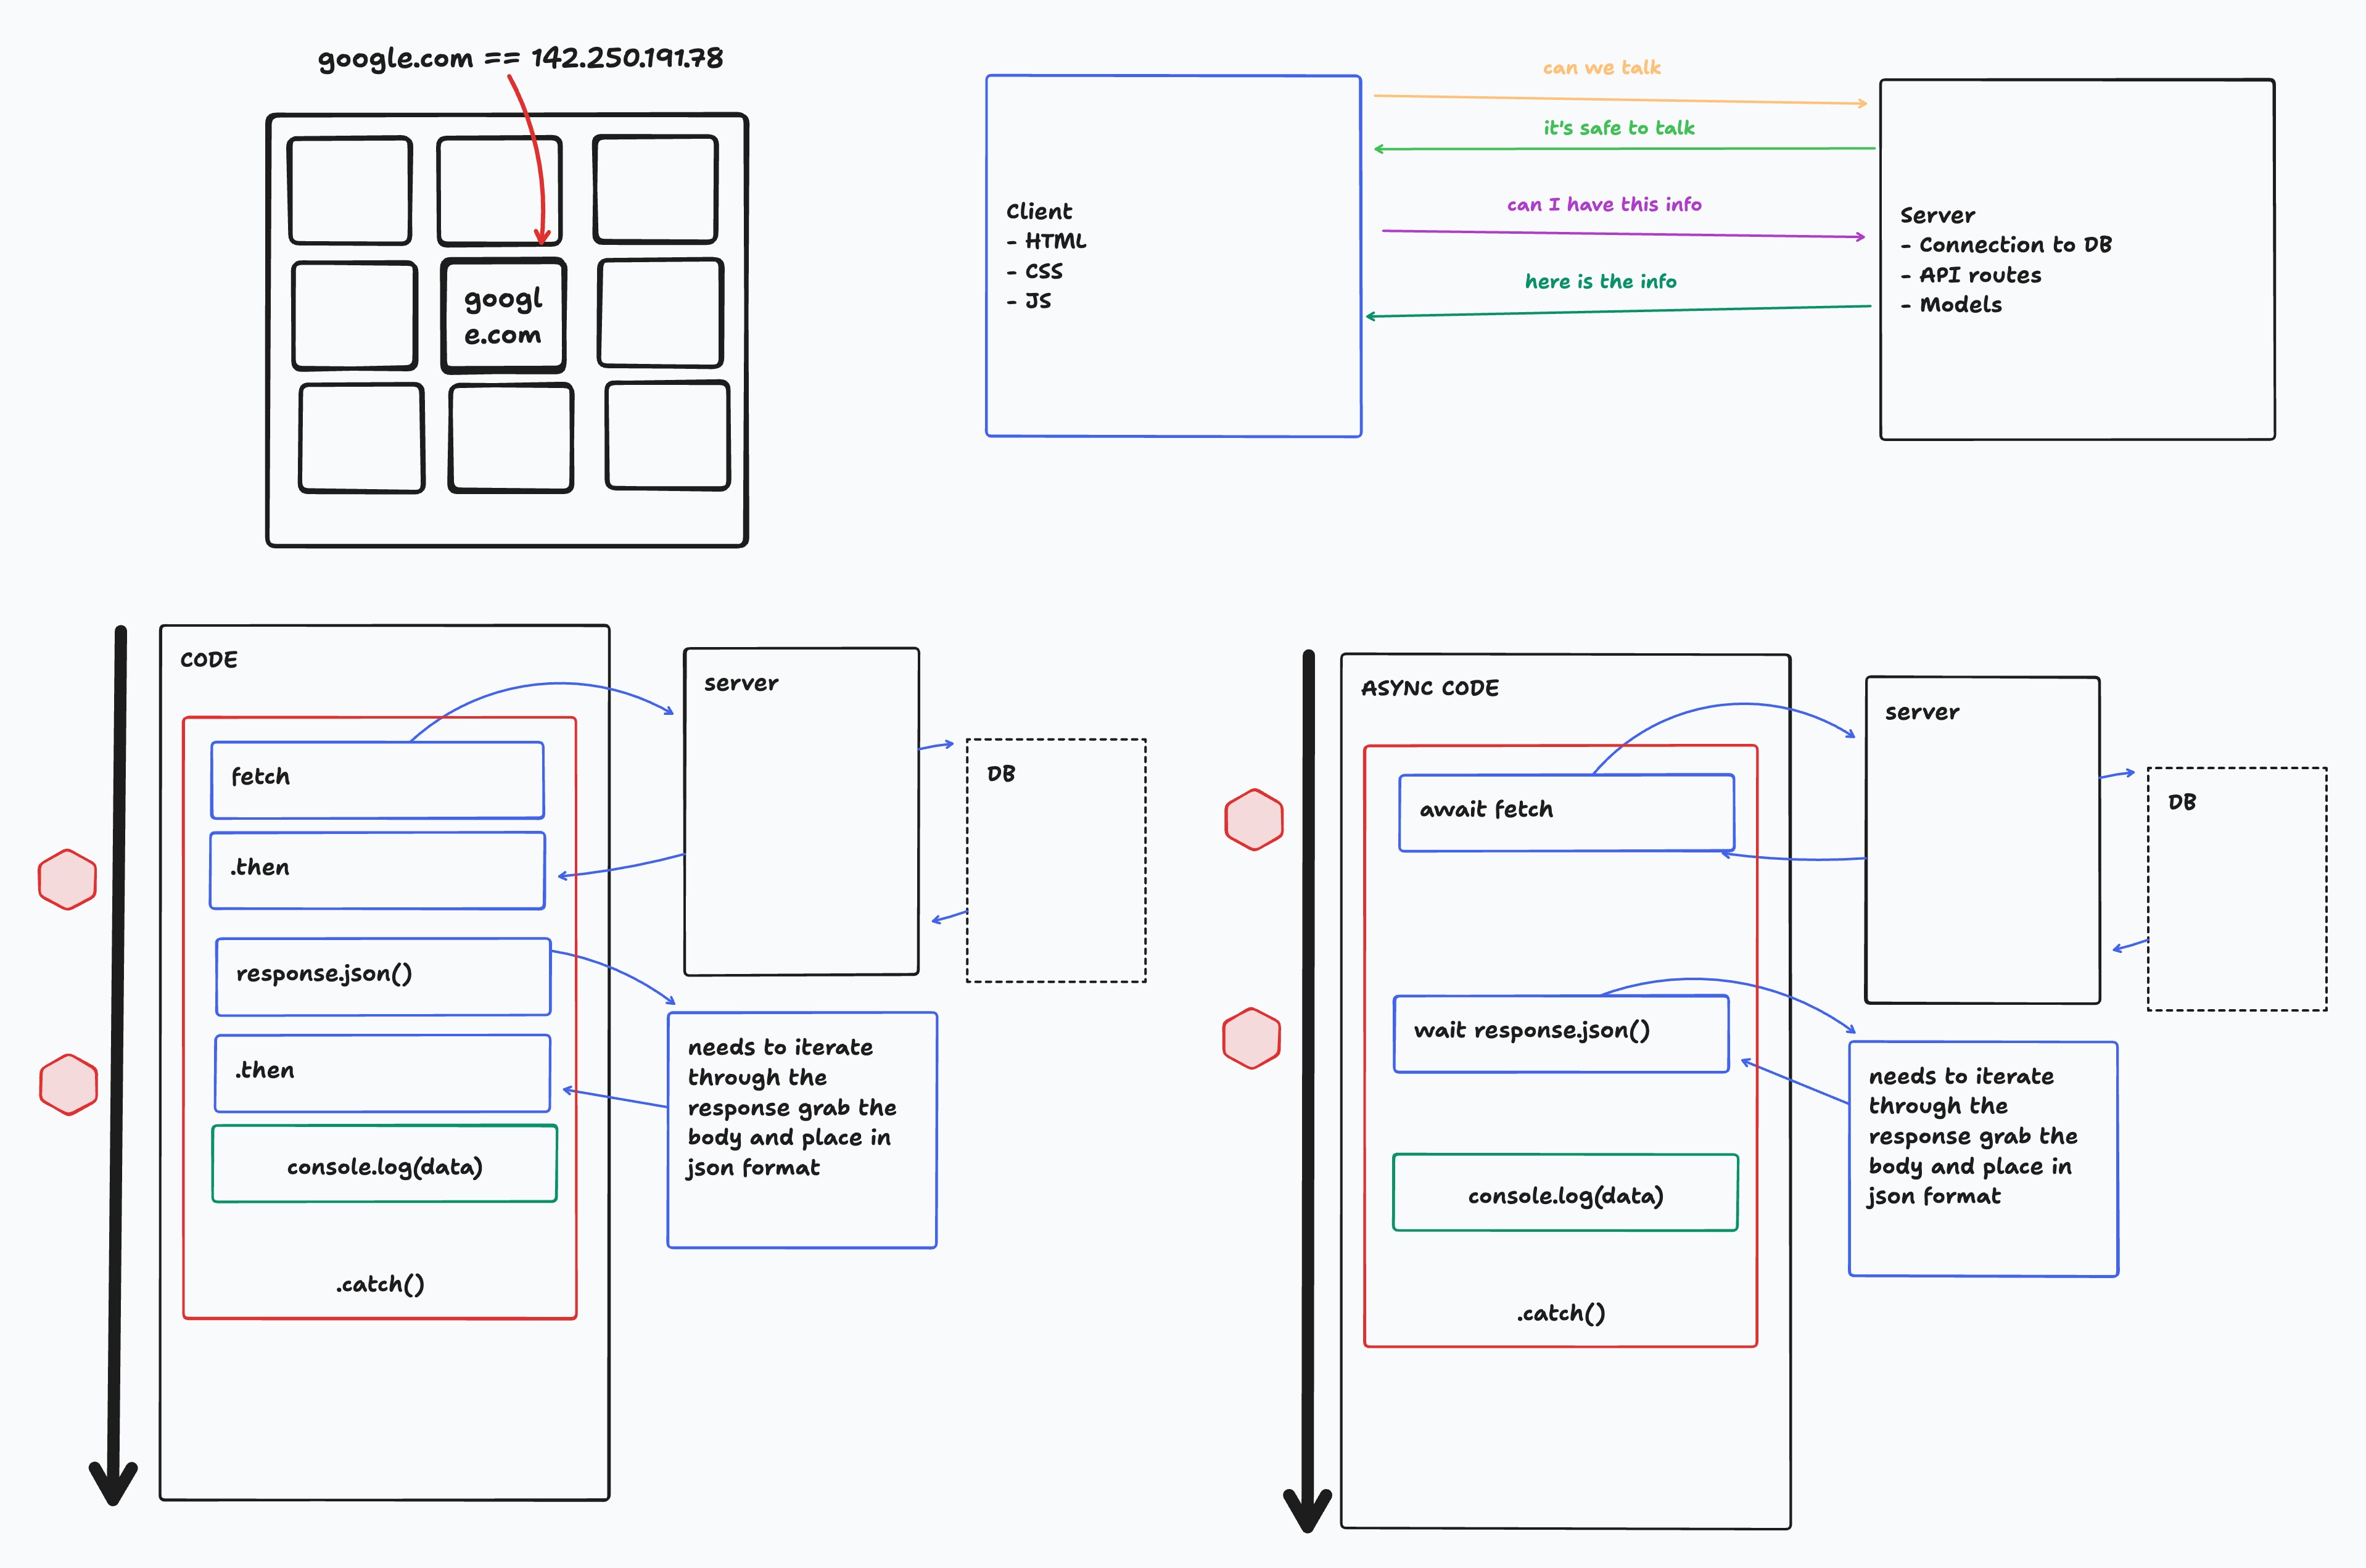 google.com == 142.250.191.78
googl
e.com
can we talk
it's safe to talk
can I have this info
here is the info
Client
- HTML
- CSS
- JS
Server
- Connection to DB
- API routes
- Models
CODE
fetch
.then
response.json()
.then
console.log(data)
.catch()
server
DB
needs to iterate
through the
response grab the
body and place in
json format
ASYNC CODE
await fetch
wait response.json()
console.log(data)
.catch()
server
DB
needs to iterate
through the
response grab the
body and place in
json format